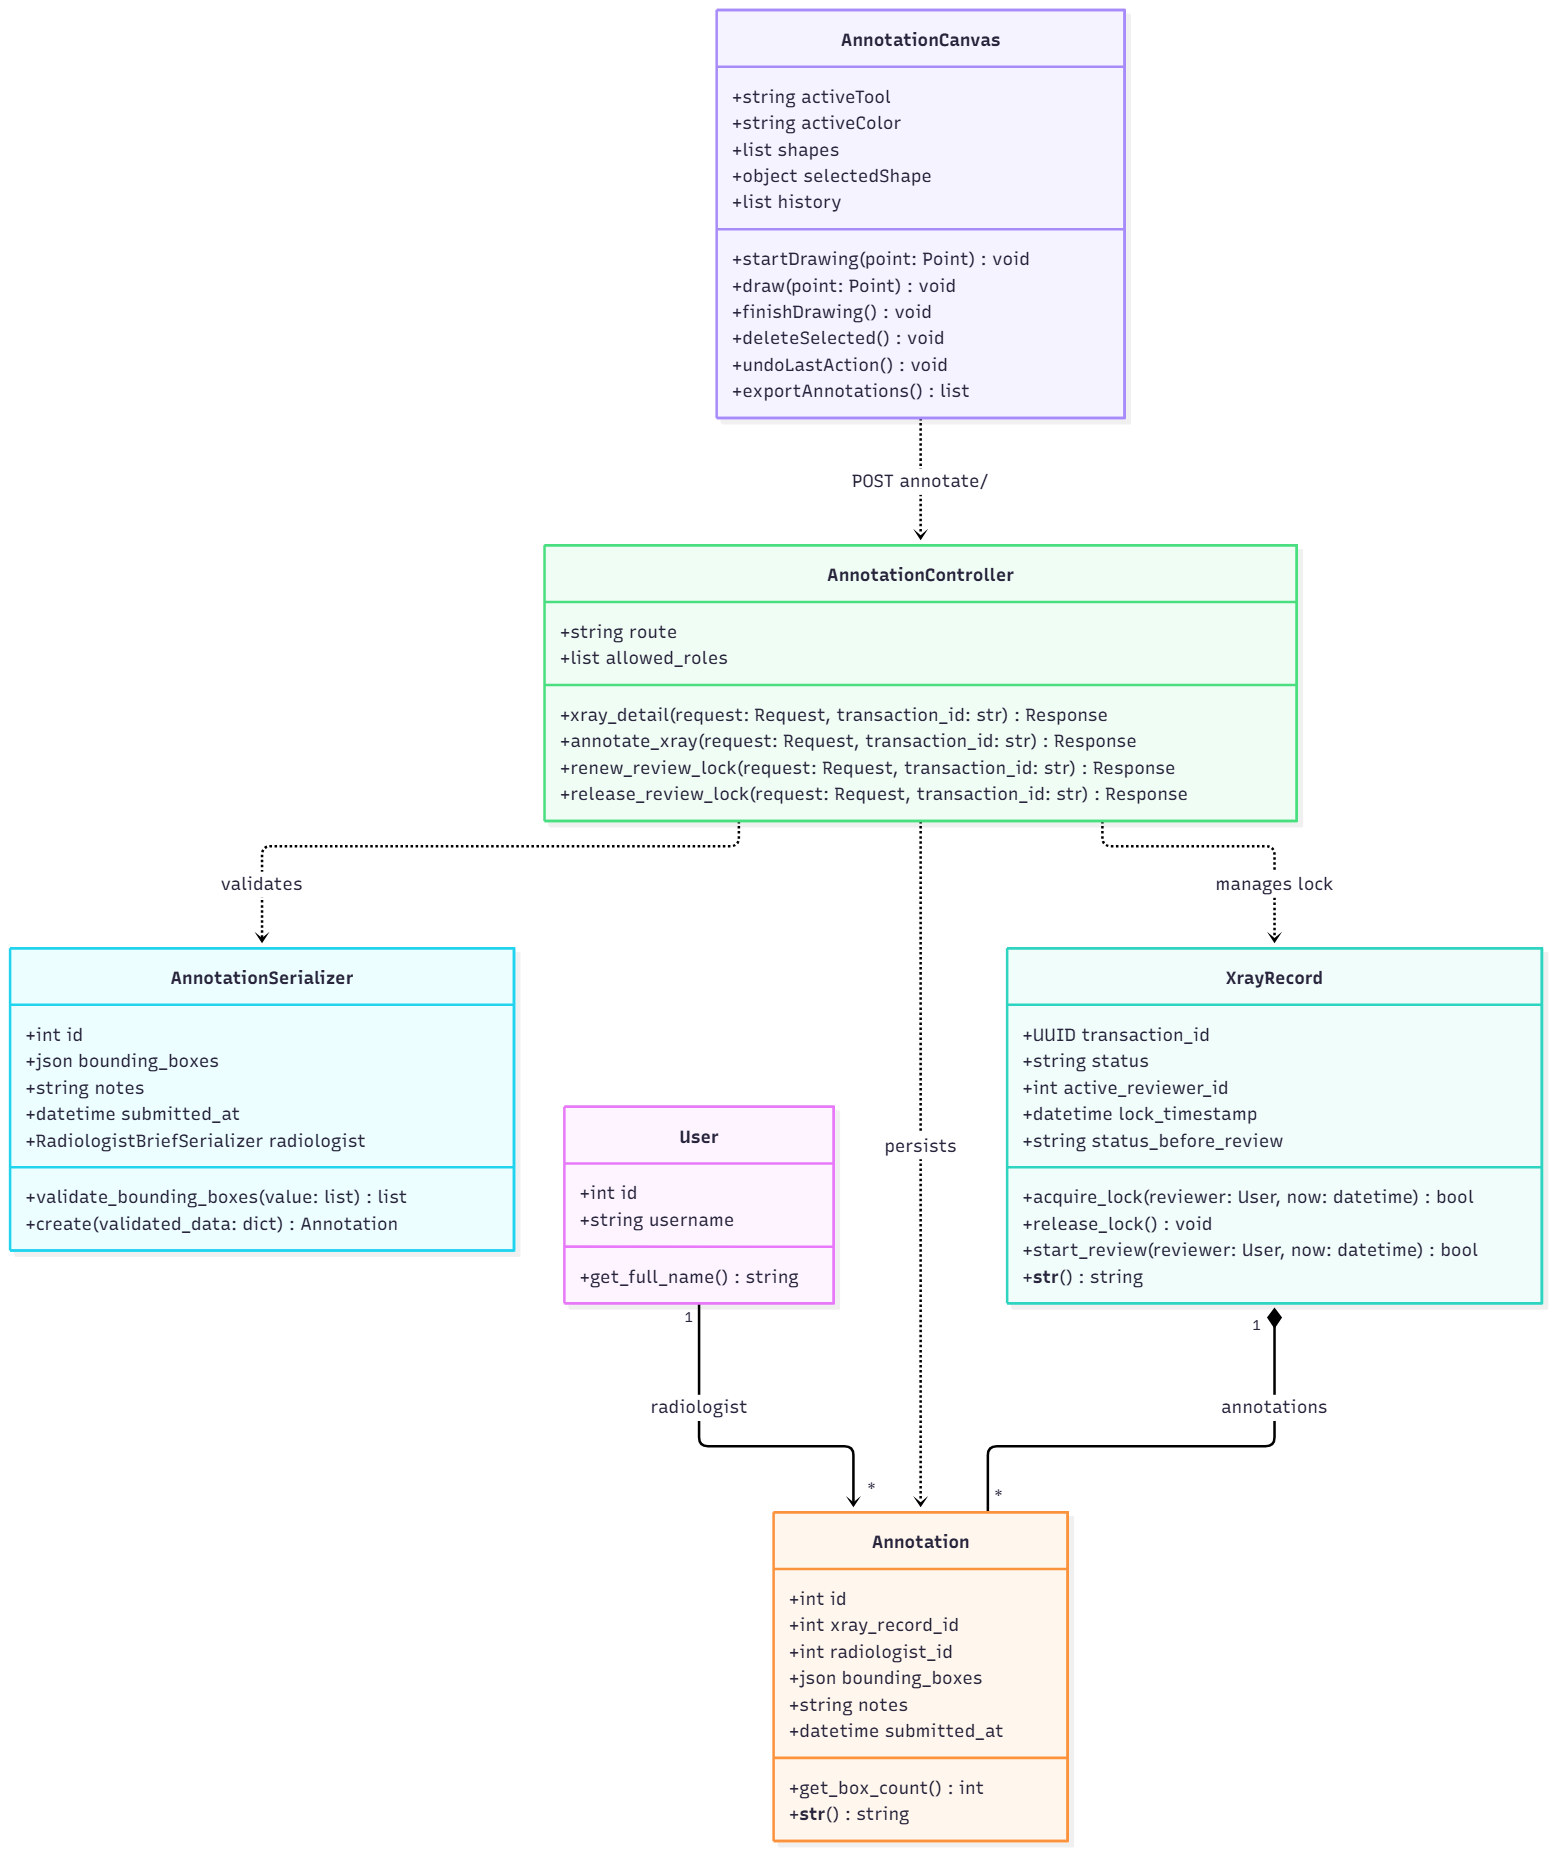 AnnotationCanvas
+string activeTool
+string activeColor
+list shapes
+object selectedShape
+list history
+startDrawing(point: Point) : void
+draw(point: Point) : void
+finishDrawing() : void
+deleteSelected() : void
+undoLastAction() : void
+exportAnnotations() : list
POST annotate/
AnnotationController
+string route
+list allowed_roles
+xray_detail(request: Request, transaction_id: str) : Response
+annotate_xray(request: Request, transaction_id: str) : Response
+renew_review_lock(request: Request, transaction_id: str) : Response
+release_review_lock(request: Request, transaction_id: str) : Response
validates
manages lock
AnnotationSerializer
+int id
+json bounding_boxes
+string notes
+datetime submitted_at
+RadiologistBriefSerializer radiologist
+validate_bounding_boxes(value: list) : list
+create(validated_data: dict) : Annotation
User
+int id
+string username
+get_full_name() : string
persists
XrayRecord
+UUID transaction_id
+string status
+int active_reviewer_id
+datetime lock_timestamp
+string status_before_review
+acquire_lock(reviewer: User, now: datetime) : bool
+release_lock() : void
+start_review(reviewer: User, now: datetime) : bool
+str() : string
1
1
radiologist
annotations
*
*
Annotation
+int id
+int xray_record_id
+int radiologist_id
+json bounding_boxes
+string notes
+datetime submitted_at
+get_box_count() : int
+str() : string